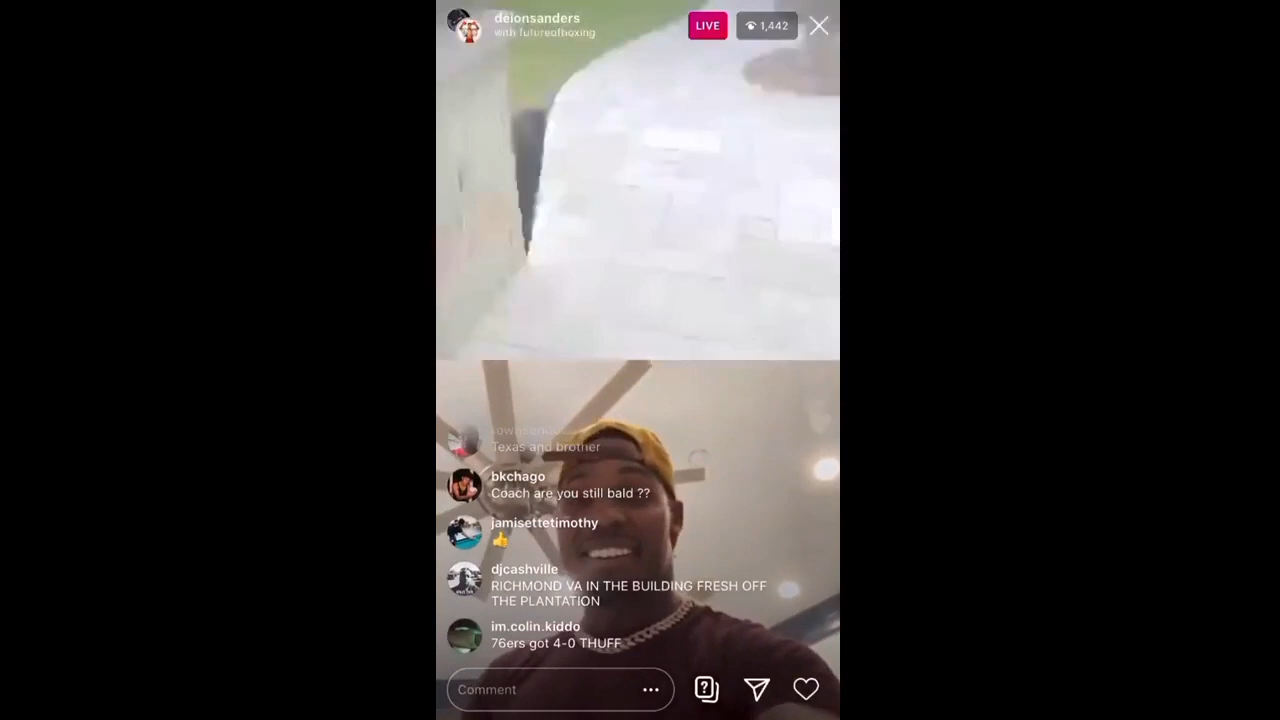 deionsanders
with futureofboxing
LIVE
1,442
Texas and brother
bkchago
Coach are you still bald ??
jamisettetimothy
djcashville
RICHMOND VA IN THE BUILDING FRESH OFF
THE PLANTATION
im.colin.kiddo
76ers got 4-0 THUFF
Comment